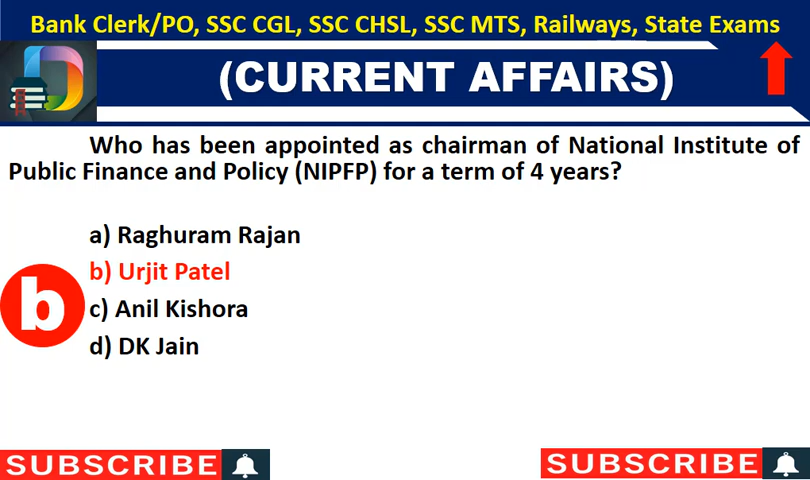 Bank Clerk/PO, SSC CGL, SSC CHSL, SSC MTS, Railways, State Exams
(CURRENT AFFAIRS)
Who has been appointed as chairman of National Institute of
Public Finance and Policy (NIPFP) for a term of 4 years?
a) Raghuram Rajan
b) Urjit Patel
b
c) Anil Kishora
d) DK Jain
SUBSCRIBE
SUBSCRIBE